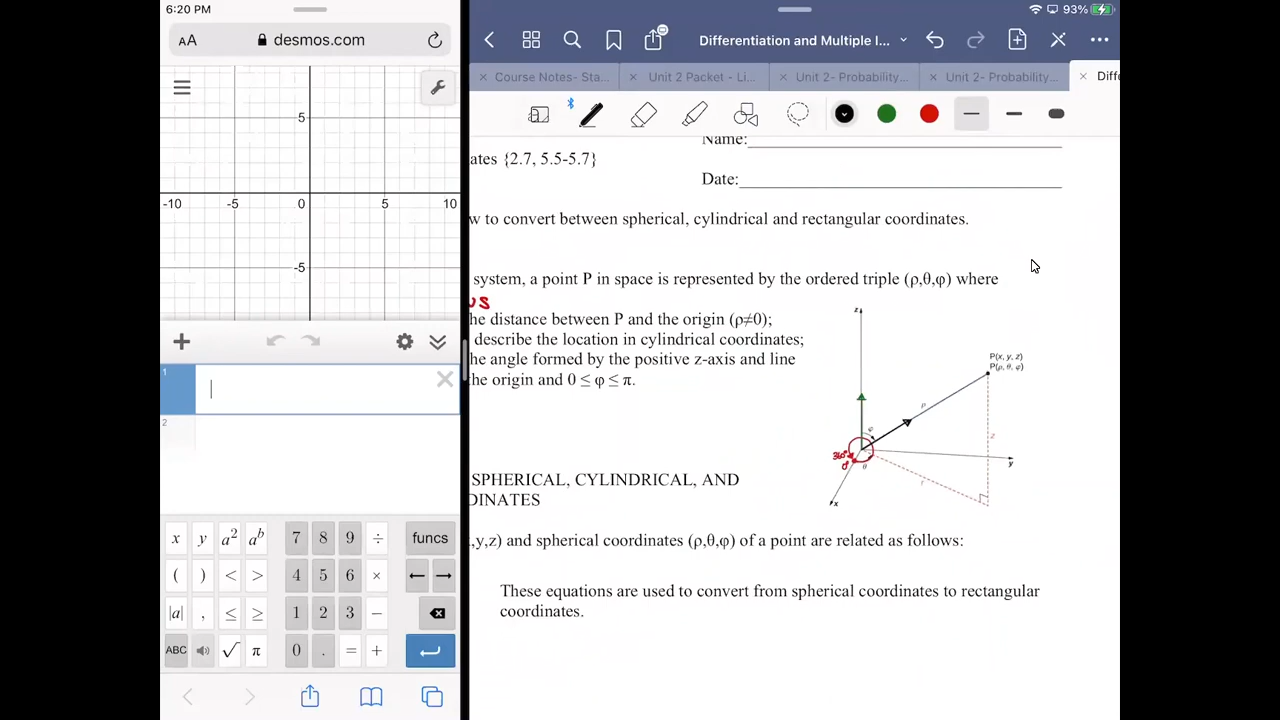 6:20 PM
AA desmos.com
5
-10 -5 0 5 10
-5
1
2
x y a² aᵇ 7 8 9 ÷ funcs
( ) < > 4 5 6 × ← →
|a| , ≤ ≥ 1 2 3 −
ABC √ π 0 . = +
93%
Differentiation and Multiple I...
Course Notes- Sta...
Unit 2 Packet - Li...
Unit 2- Probability...
Unit 2- Probability...
Diffe
Name:
ates {2.7, 5.5-5.7}
Date:
w to convert between spherical, cylindrical and rectangular coordinates.
system, a point P in space is represented by the ordered triple (ρ,θ,φ) where
us
he distance between P and the origin (ρ≠0);
describe the location in cylindrical coordinates;
he angle formed by the positive z-axis and line
the origin and 0 ≤ φ ≤ π.
z
P(x, y, z)
P(ρ, θ, φ)
ρ
φ
z
360°
0°
θ
y
r
x
SPHERICAL, CYLINDRICAL, AND
DINATES
,y,z) and spherical coordinates (ρ,θ,φ) of a point are related as follows:
These equations are used to convert from spherical coordinates to rectangular
coordinates.